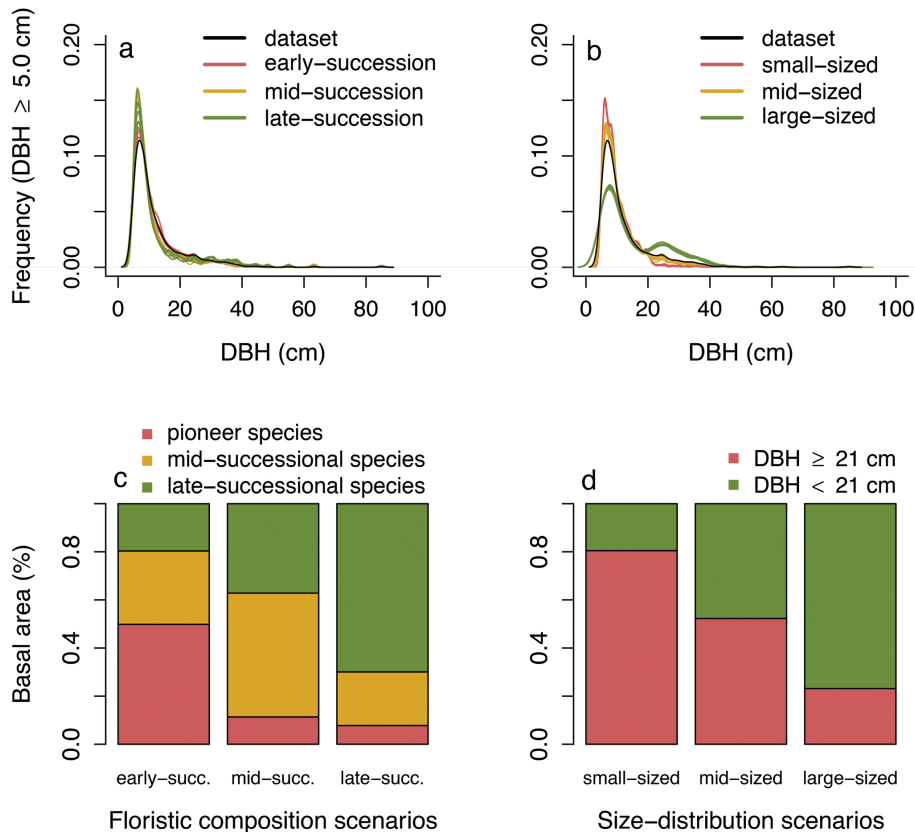 a
dataset
early−succession
mid−succession
late−succession
Frequency (DBH ≥ 5.0 cm)
0.20
0.10
0.00
0 20 40 60 80 100
DBH (cm)
b
dataset
small−sized
mid−sized
large−sized
0.20
0.10
0.00
0 20 40 60 80 100
DBH (cm)
c
pioneer species
mid−successional species
late−successional species
Basal area (%)
0.8
0.4
0.0
early−succ. mid−succ. late−succ.
Floristic composition scenarios
d
DBH ≥ 21 cm
DBH < 21 cm
0.8
0.4
0.0
small−sized mid−sized large−sized
Size−distribution scenarios